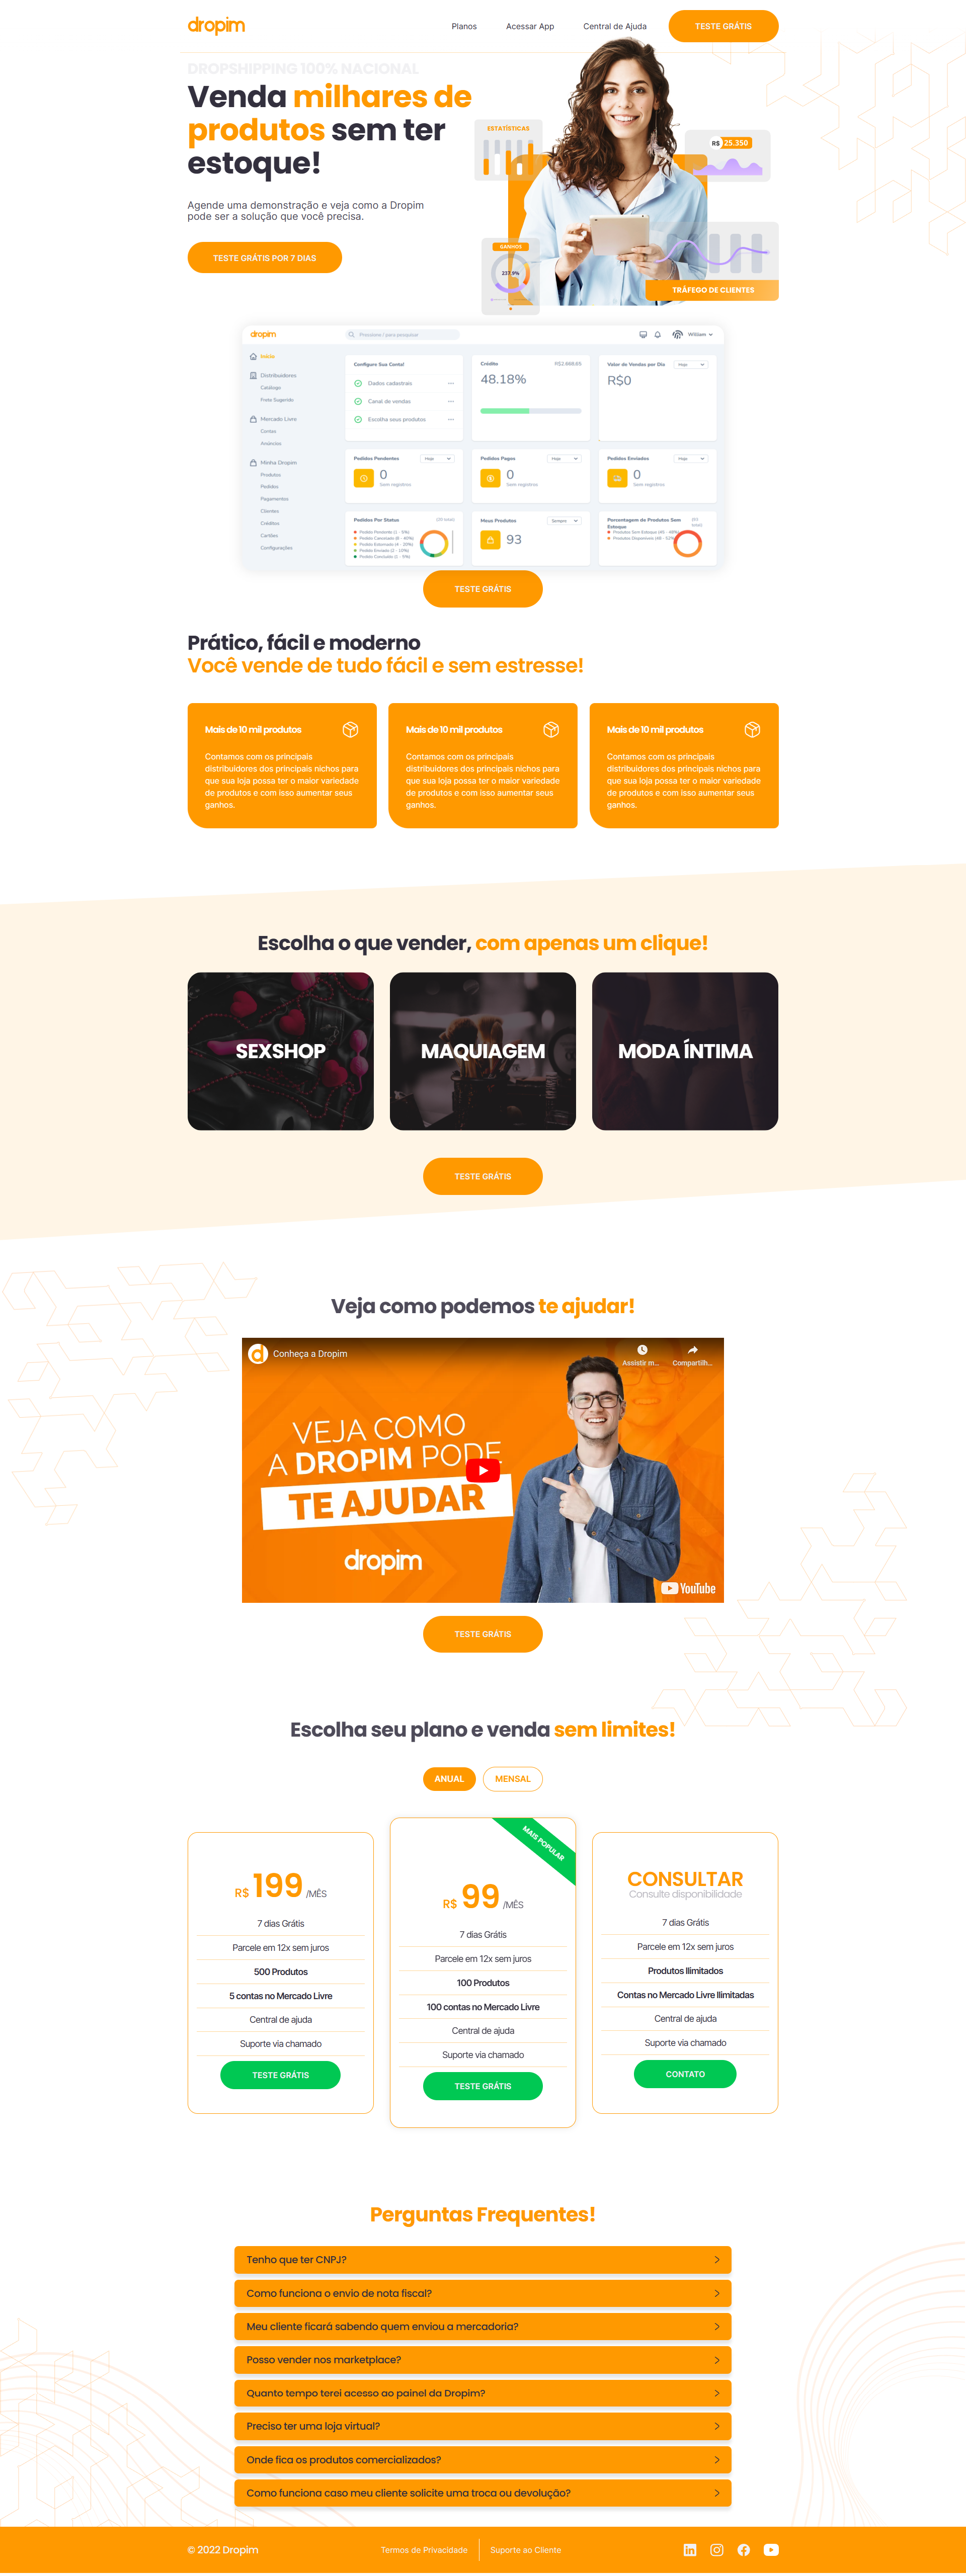 dropim
Planos
Acessar App
Central de Ajuda
TESTE GRÁTIS
DROPSHIPPING 100% NACIONAL
Venda milhares de
produtos sem ter
estoque!
Agende uma demonstração e veja como a Dropim
pode ser a solução que você precisa.
TESTE GRÁTIS POR 7 DIAS
ESTATÍSTICAS
R$ 25.350
GANHOS
237.9%
TRÁFEGO DE CLIENTES
dropim
Pressione / para pesquisar
William
Início
Distribuidores
Catálogo
Frete Sugerido
Mercado Livre
Contas
Anúncios
Minha Dropim
Produtos
Pedidos
Pagamentos
Clientes
Créditos
Cartões
Configurações
Configure Sua Conta!
Dados cadastrais
Canal de vendas
Escolha seus produtos
Crédito
48.18%
Valor de Vendas por Dia
Hoje
R$0
Pedidos Pendentes
Hoje
0
Sem registros
Pedidos Pagos
Hoje
0
Sem registros
Pedidos Enviados
Hoje
0
Sem registros
Pedidos Por Status
Meus Produtos
Sempre
93
Porcentagem de Produtos Sem
Estoque
TESTE GRÁTIS
Prático, fácil e moderno
Você vende de tudo fácil e sem estresse!
Mais de 10 mil produtos
Contamos com os principais
distribuidores dos principais nichos para
que sua loja possa ter o maior variedade
de produtos e com isso aumentar seus
ganhos.
Mais de 10 mil produtos
Contamos com os principais
distribuidores dos principais nichos para
que sua loja possa ter o maior variedade
de produtos e com isso aumentar seus
ganhos.
Mais de 10 mil produtos
Contamos com os principais
distribuidores dos principais nichos para
que sua loja possa ter o maior variedade
de produtos e com isso aumentar seus
ganhos.
Escolha o que vender, com apenas um clique!
SEXSHOP
MAQUIAGEM
MODA ÍNTIMA
TESTE GRÁTIS
Veja como podemos te ajudar!
Conheça a Dropim
Assistir m...
Compartilh...
VEJA COMO
A DROPIM PODE
TE AJUDAR
dropim
YouTube
TESTE GRÁTIS
Escolha seu plano e venda sem limites!
ANUAL
MENSAL
R$ 199 /MÊS
7 dias Grátis
Parcele em 12x sem juros
500 Produtos
5 contas no Mercado Livre
Central de ajuda
Suporte via chamado
TESTE GRÁTIS
MAIS POPULAR
R$ 99 /MÊS
7 dias Grátis
Parcele em 12x sem juros
100 Produtos
100 contas no Mercado Livre
Central de ajuda
Suporte via chamado
TESTE GRÁTIS
CONSULTAR
Consulte disponibilidade
7 dias Grátis
Parcele em 12x sem juros
Produtos Ilimitados
Contas no Mercado Livre Ilimitadas
Central de ajuda
Suporte via chamado
CONTATO
Perguntas Frequentes!
Tenho que ter CNPJ?
Como funciona o envio de nota fiscal?
Meu cliente ficará sabendo quem enviou a mercadoria?
Posso vender nos marketplace?
Quanto tempo terei acesso ao painel da Dropim?
Preciso ter uma loja virtual?
Onde fica os produtos comercializados?
Como funciona caso meu cliente solicite uma troca ou devolução?
© 2022 Dropim
Termos de Privacidade
Suporte ao Cliente